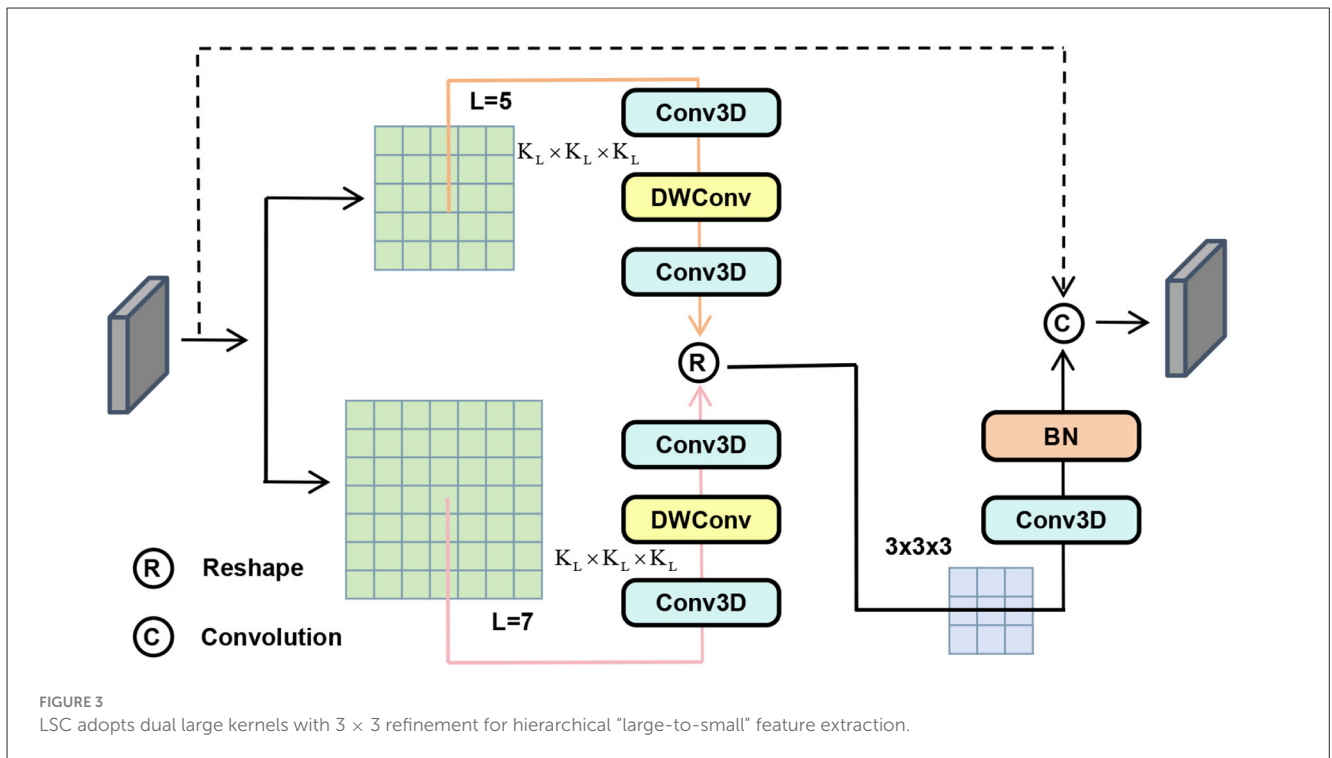 L=5
K_L × K_L × K_L
Conv3D
DWConv
Conv3D
R
C
Conv3D
DWConv
Conv3D
K_L × K_L × K_L
L=7
BN
Conv3D
3x3x3
R Reshape
C Convolution
FIGURE 3
LSC adopts dual large kernels with 3 × 3 refinement for hierarchical “large-to-small” feature extraction.